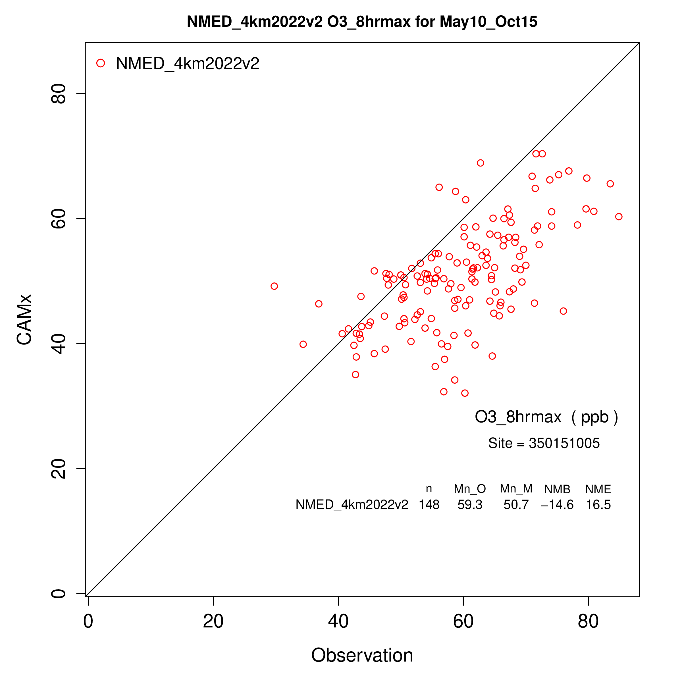 NMED_4km2022v2 O3_8hrmax for May10_Oct15
NMED_4km2022v2
80
60
CAMx
40
20
0
O3_8hrmax ( ppb )
Site = 350151005
n Mn_O Mn_M NMB NME
NMED_4km2022v2 148 59.3 50.7 −14.6 16.5
0 20 40 60 80
Observation